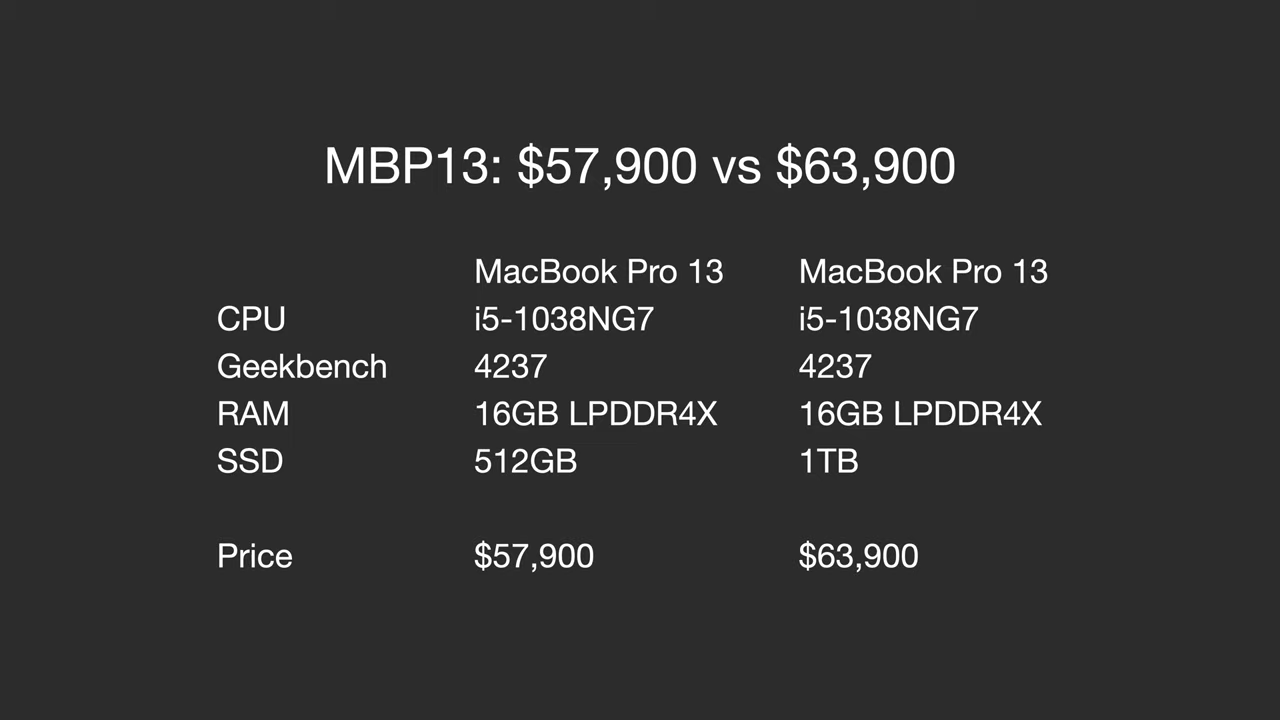 MBP13: $57,900 vs $63,900
MacBook Pro 13 MacBook Pro 13
CPU i5-1038NG7 i5-1038NG7
Geekbench 4237 4237
RAM 16GB LPDDR4X 16GB LPDDR4X
SSD 512GB 1TB
Price $57,900 $63,900